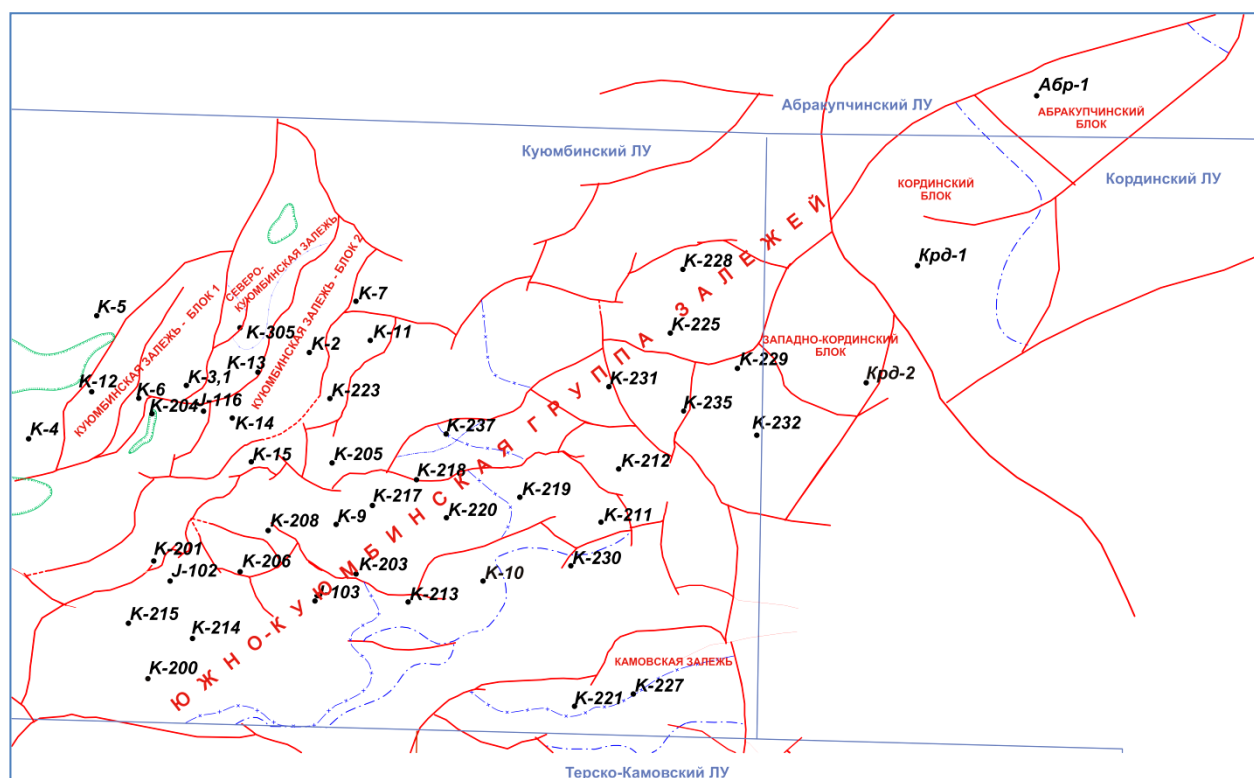 Абр-1
Абракупчинский ЛУ
АБРАКУПЧИНСКИЙ
БЛОК
Куюмбинский ЛУ
Кординский ЛУ
КОРДИНСКИЙ
БЛОК
ЮЖНО-КУЮМБИНСКАЯ ГРУППА ЗАЛЕЖЕЙ
СЕВЕРО-
КУЮМБИНСКАЯ ЗАЛЕЖЬ
КУЮМБИНСКАЯ ЗАЛЕЖЬ - БЛОК 1
КУЮМБИНСКАЯ ЗАЛЕЖЬ - БЛОК 2
К-228
Крд-1
К-7
К-5
К-305
К-11
К-225
К-2
ЗАПАДНО-КОРДИНСКИЙ
БЛОК
К-13
К-229
К-12
К-3,1
К-6
К-204
J-116
К-223
К-231
Крд-2
К-14
К-235
К-4
К-237
К-232
К-15
К-205
К-218
К-212
К-217
К-219
К-208
К-9
К-220
К-211
К-201
J-102
К-206
К-203
К-10
К-230
J-103
К-213
К-215
К-214
К-200
КАМОВСКАЯ ЗАЛЕЖЬ
К-221
К-227
Терско-Камовский ЛУ